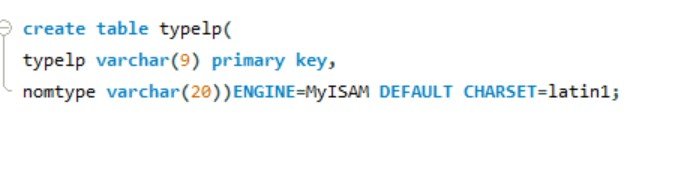 create table typelp(
typelp varchar(9) primary key,
nomtype varchar(20))ENGINE=MyISAM DEFAULT CHARSET=latin1;